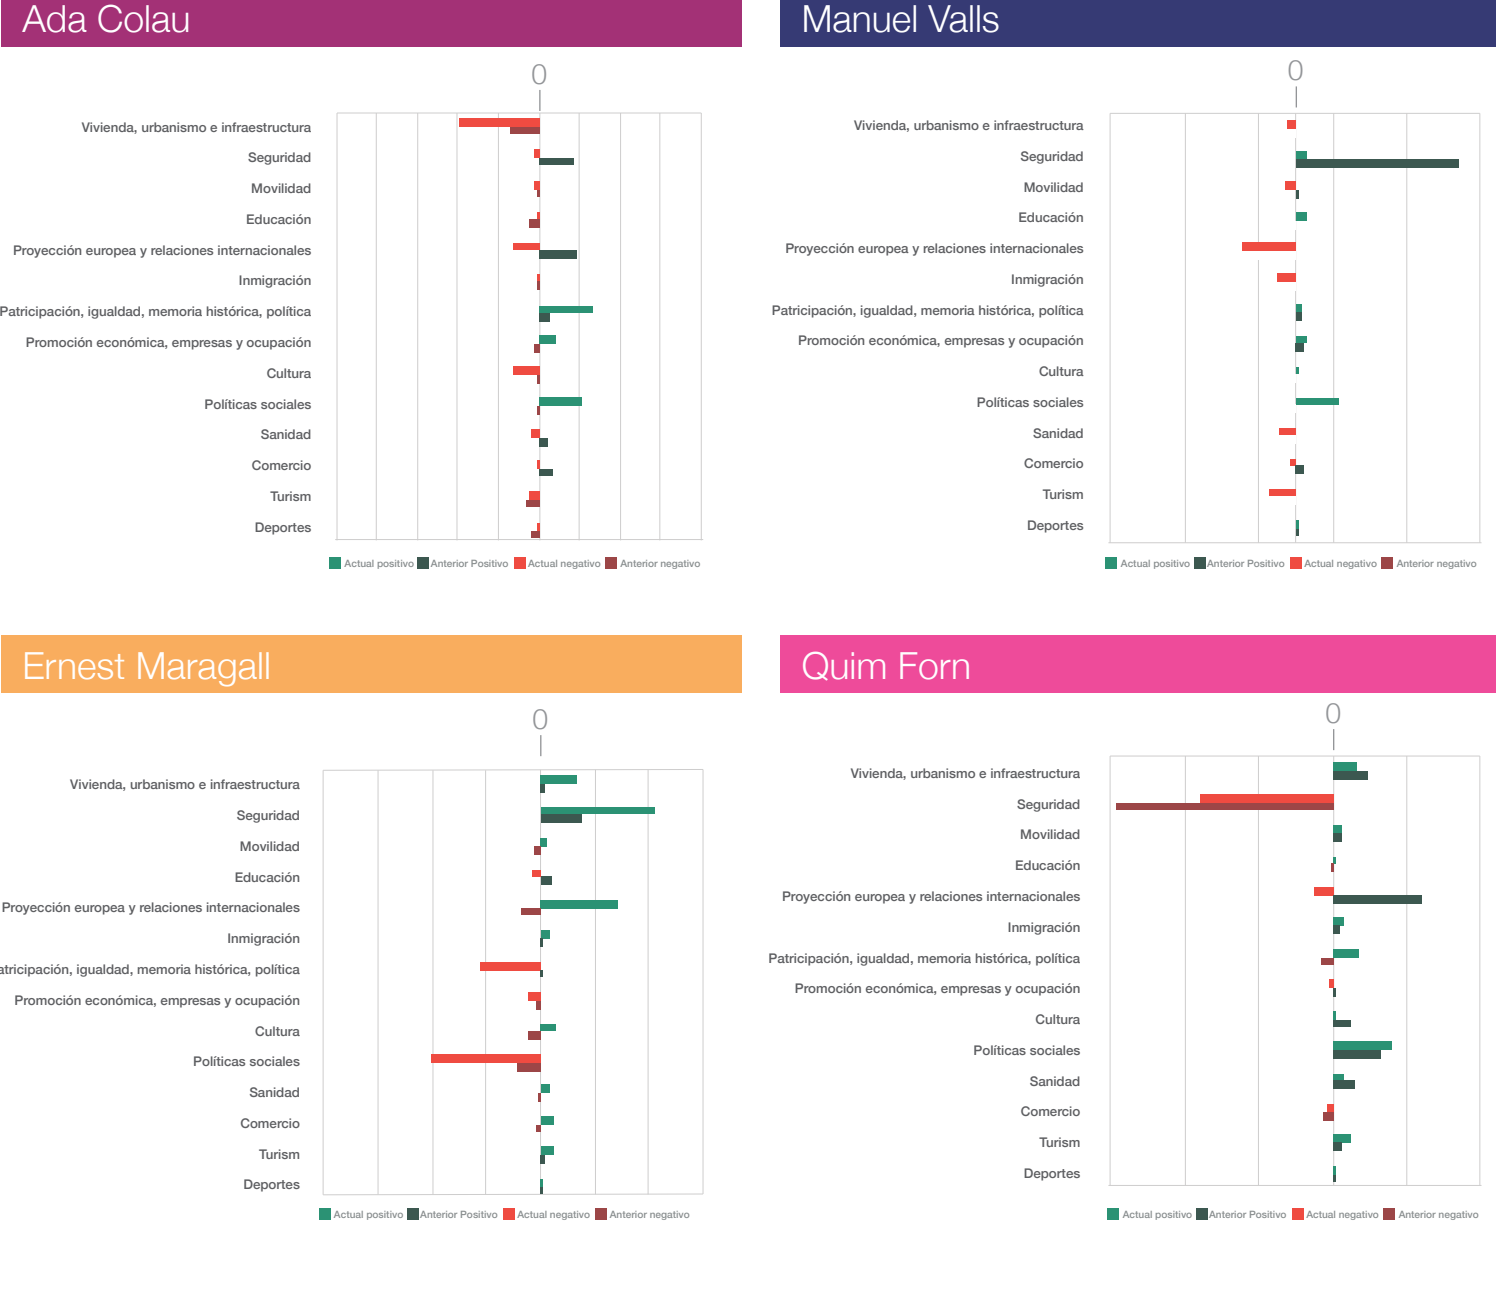 Ada Colau
0
Vivienda, urbanismo e infraestructura
Seguridad
Movilidad
Educación
Proyección europea y relaciones internacionales
Inmigración
Patricipación, igualdad, memoria histórica, política
Promoción económica, empresas y ocupación
Cultura
Políticas sociales
Sanidad
Comercio
Turism
Deportes
Actual positivo Anterior Positivo Actual negativo Anterior negativo
Manuel Valls
0
Vivienda, urbanismo e infraestructura
Seguridad
Movilidad
Educación
Proyección europea y relaciones internacionales
Inmigración
Patricipación, igualdad, memoria histórica, política
Promoción económica, empresas y ocupación
Cultura
Políticas sociales
Sanidad
Comercio
Turism
Deportes
Actual positivo Anterior Positivo Actual negativo Anterior negativo
Ernest Maragall
0
Vivienda, urbanismo e infraestructura
Seguridad
Movilidad
Educación
Proyección europea y relaciones internacionales
Inmigración
atricipación, igualdad, memoria histórica, política
Promoción económica, empresas y ocupación
Cultura
Políticas sociales
Sanidad
Comercio
Turism
Deportes
Actual positivo Anterior Positivo Actual negativo Anterior negativo
Quim Forn
0
Vivienda, urbanismo e infraestructura
Seguridad
Movilidad
Educación
Proyección europea y relaciones internacionales
Inmigración
Patricipación, igualdad, memoria histórica, política
Promoción económica, empresas y ocupación
Cultura
Políticas sociales
Sanidad
Comercio
Turism
Deportes
Actual positivo Anterior Positivo Actual negativo Anterior negativo